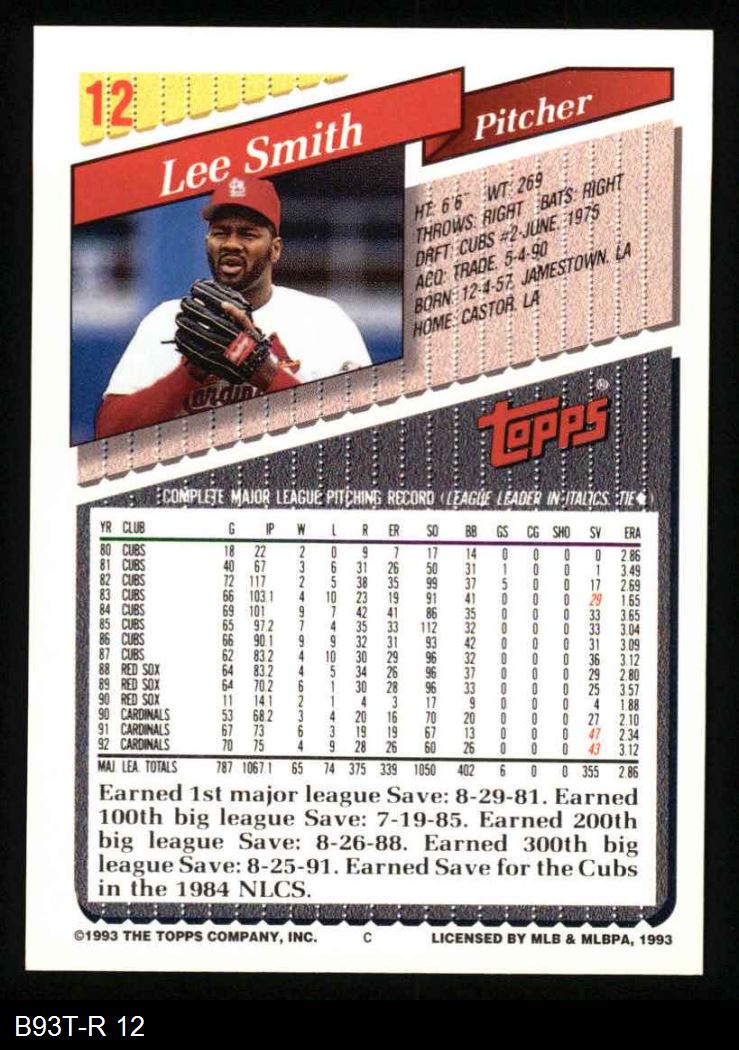 12
Lee Smith
Pitcher
HT: 6'6" WT: 269
THROWS: RIGHT BATS: RIGHT
DRFT: CUBS #2-JUNE, 1975
ACQ: TRADE, 5-4-90
BORN: 12-4-57, JAMESTOWN, LA
HOME: CASTOR, LA
Cardin
Topps®
COMPLETE MAJOR LEAGUE PITCHING RECORD (LEAGUE LEADER IN ITALICS, TIE◆)
YR CLUB G IP W L R ER SO BB GS CG SHO SV ERA
80 CUBS 18 22 2 0 9 7 17 14 0 0 0 0 2.86
81 CUBS 40 67 3 6 31 26 50 31 1 0 0 1 3.49
82 CUBS 72 117 2 5 38 35 99 37 5 0 0 17 2.69
83 CUBS 66 103.1 4 10 23 19 91 41 0 0 0 29 1.65
84 CUBS 69 101 9 7 42 41 86 35 0 0 0 33 3.65
85 CUBS 65 97.2 7 4 35 33 112 32 0 0 0 33 3.04
86 CUBS 66 90.1 9 9 32 31 93 42 0 0 0 31 3.09
87 CUBS 62 83.2 4 10 30 29 96 32 0 0 0 36 3.12
88 RED SOX 64 83.2 4 5 34 26 96 37 0 0 0 29 2.80
89 RED SOX 64 70.2 6 1 30 28 96 33 0 0 0 25 3.57
90 RED SOX 11 14.1 2 1 4 3 17 9 0 0 0 4 1.88
90 CARDINALS 53 68.2 3 4 20 16 70 20 0 0 0 27 2.10
91 CARDINALS 67 73 6 3 19 19 67 13 0 0 0 47 2.34
92 CARDINALS 70 75 4 9 28 26 60 26 0 0 0 43 3.12
MAJ. LEA. TOTALS 787 1067.1 65 74 375 339 1050 402 6 0 0 355 2.86
Earned 1st major league Save: 8-29-81. Earned
100th big league Save: 7-19-85. Earned 200th
big league Save: 8-26-88. Earned 300th big
league Save: 8-25-91. Earned Save for the Cubs
in the 1984 NLCS.
©1993 THE TOPPS COMPANY, INC. C LICENSED BY MLB & MLBPA, 1993
B93T-R 12